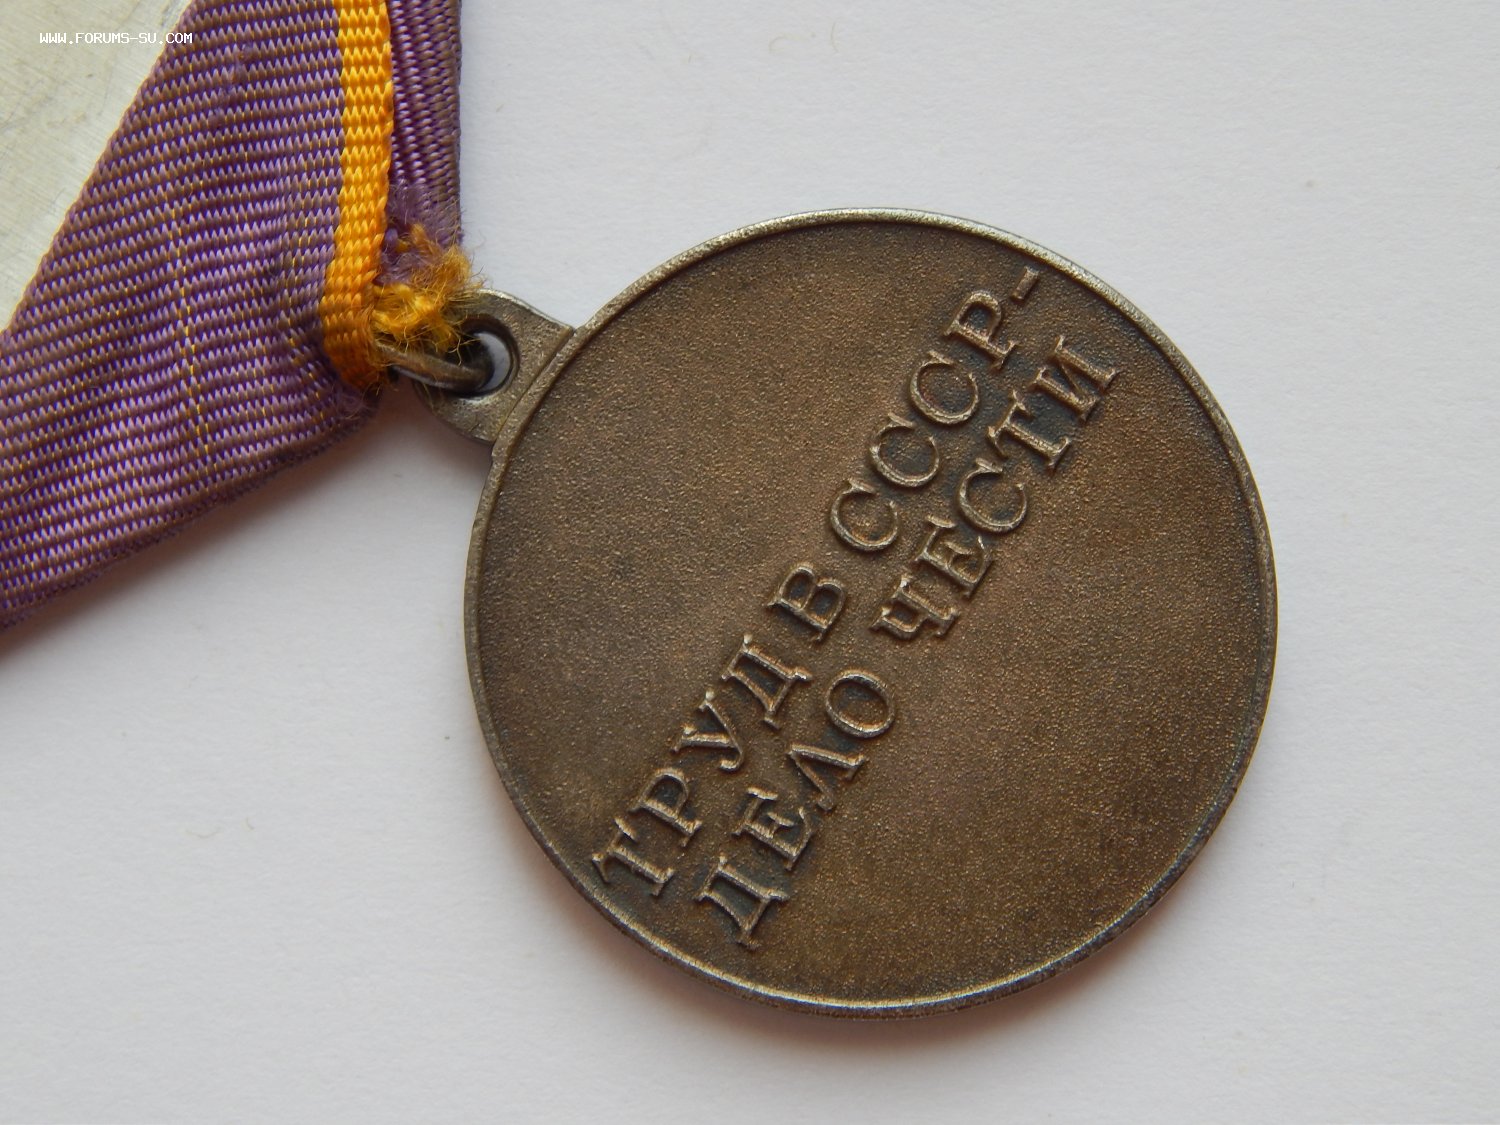 WWW.FORUMS-SU.COM
ТРУД В СССР-
ДЕЛО ЧЕСТИ